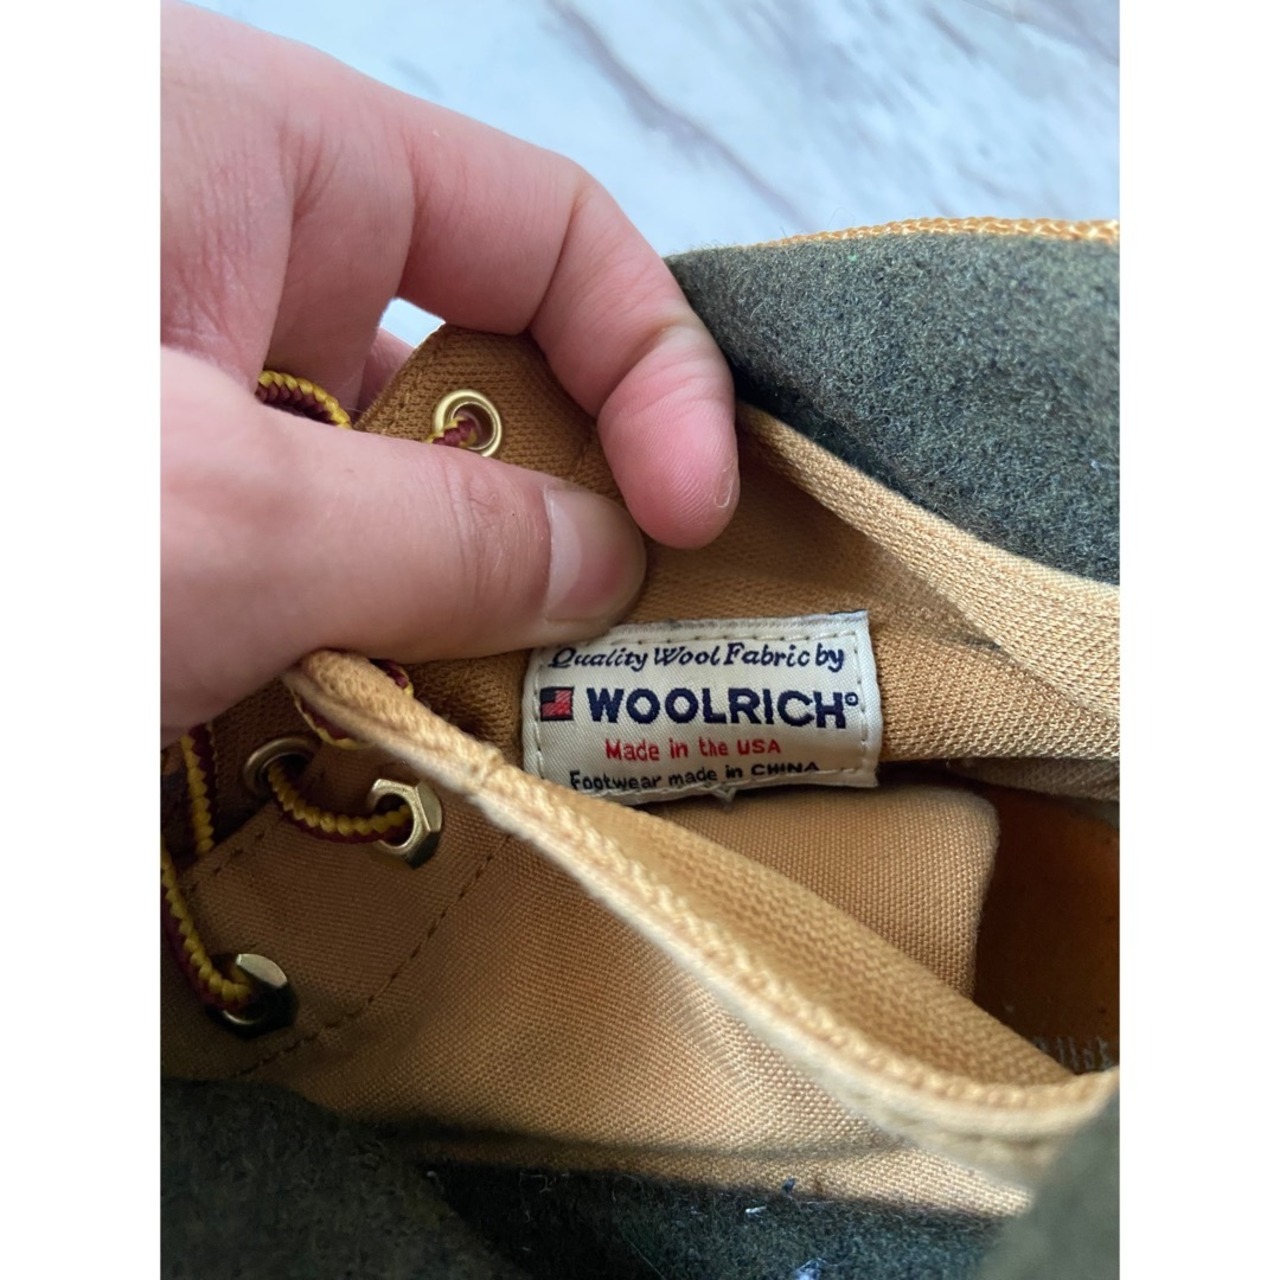 Quality Wool Fabric by
WOOLRICH®
Made in the USA
Footwear made in CHINA